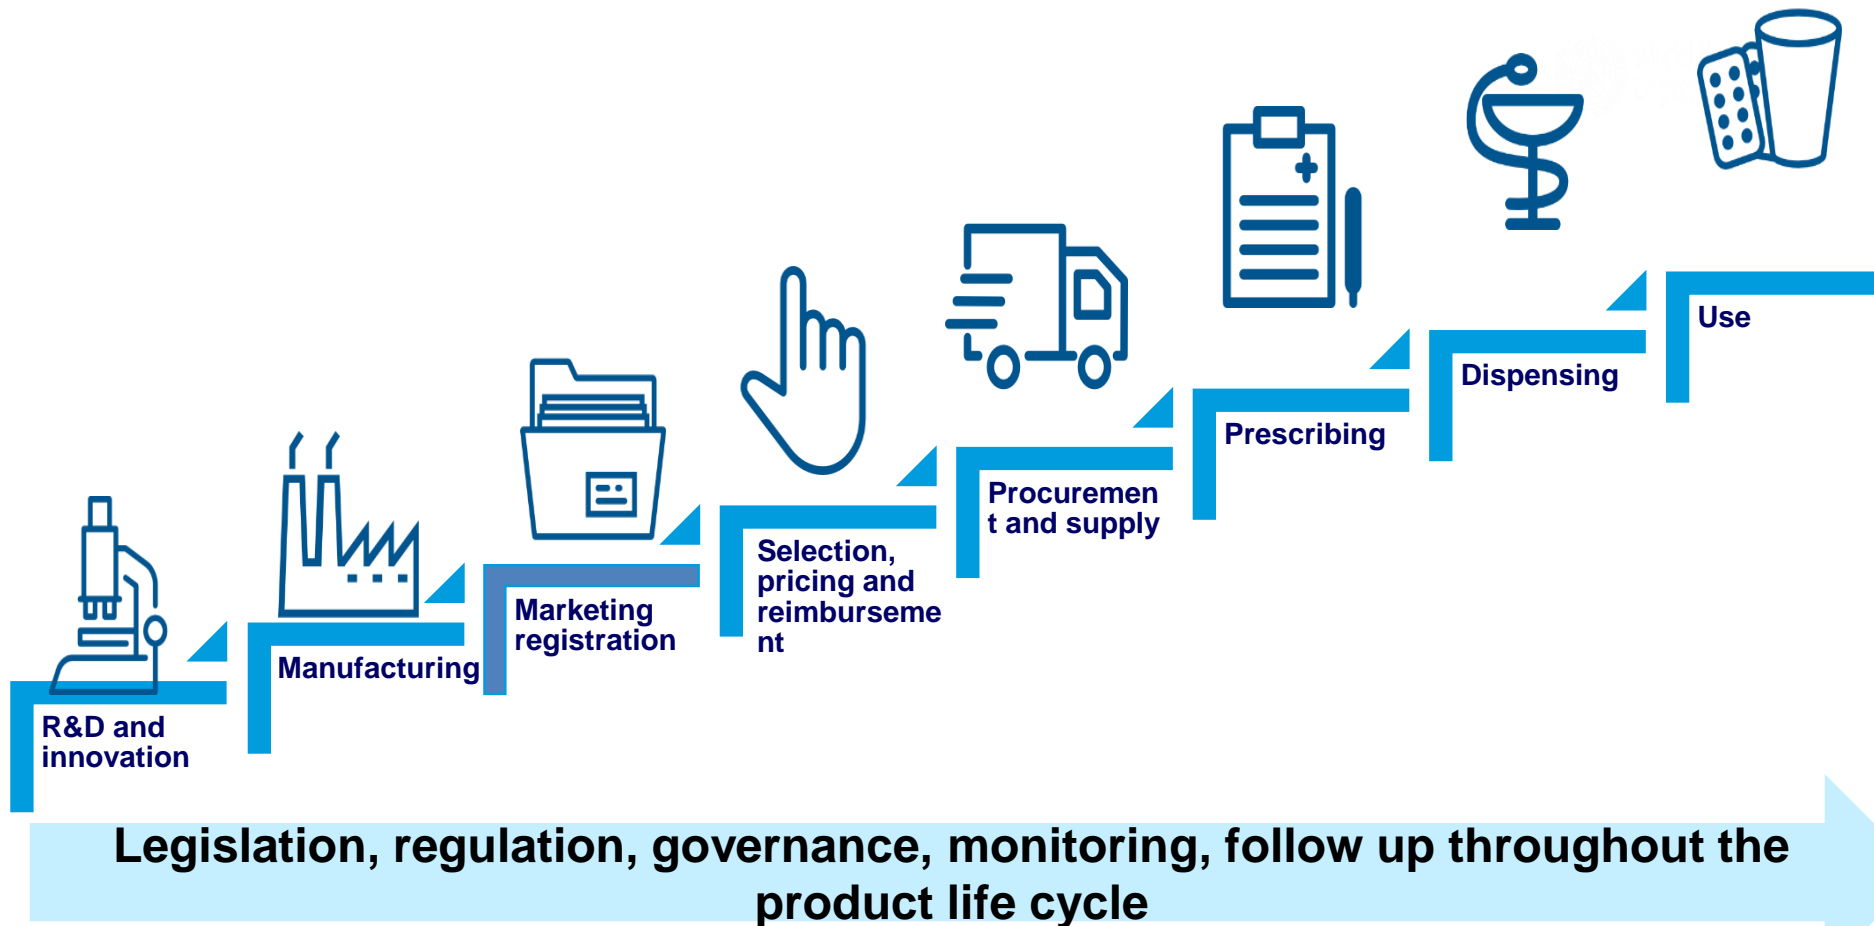 R&D and
innovation
Manufacturing
Marketing
registration
Selection,
pricing and
reimburseme
nt
Procuremen
t and supply
Prescribing
Dispensing
Use
Legislation, regulation, governance, monitoring, follow up throughout the
product life cycle